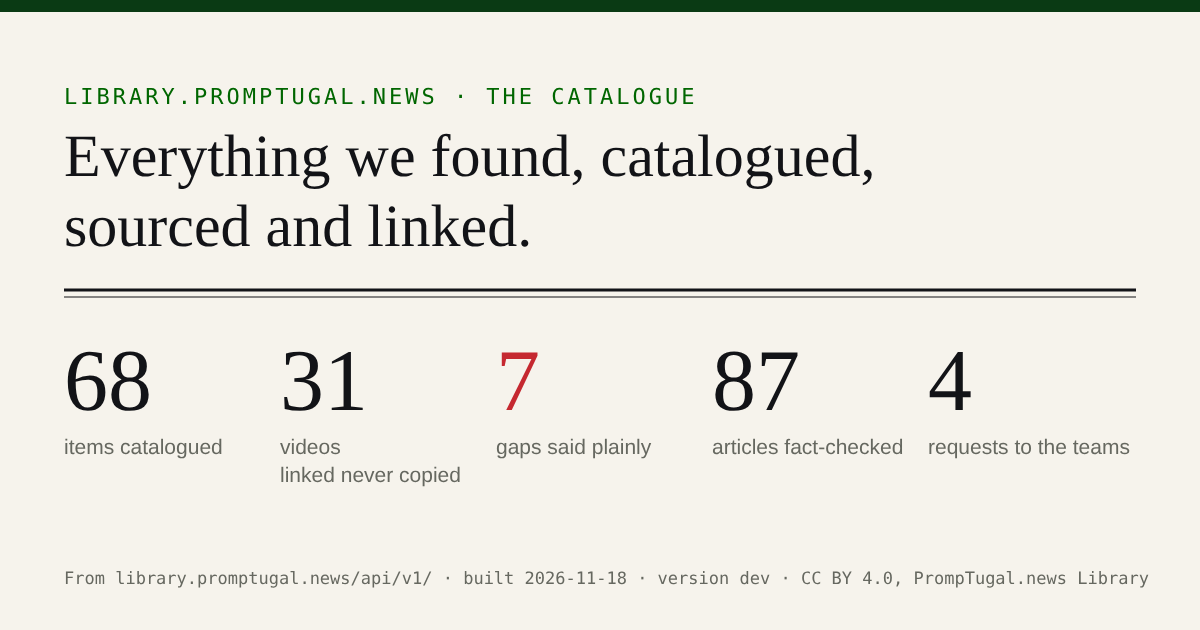 LIBRARY.PROMPTUGAL.NEWS · THE CATALOGUE
Everything we found, catalogued,
sourced and linked.
68
items catalogued
31
videos
linked never copied
7
gaps said plainly
87
articles fact-checked
4
requests to the teams
From library.promptugal.news/api/v1/ · built 2026-11-18 · version dev · CC BY 4.0, PrompTugal.news Library